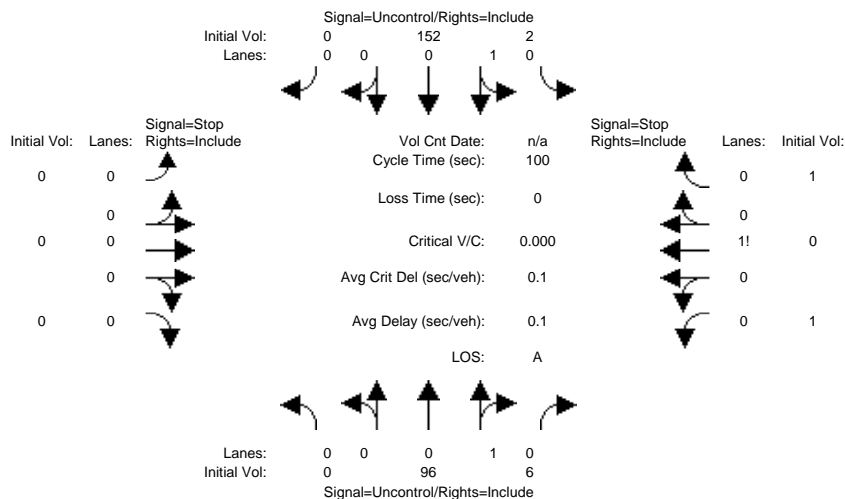 Signal=Uncontrol/Rights=Include
Initial Vol: 0 152 2
Lanes: 0 0 0 1 0
Signal=Stop
Initial Vol: Lanes: Rights=Include
Vol Cnt Date: n/a
Signal=Stop
Rights=Include Lanes: Initial Vol:
Cycle Time (sec): 100
0 0
0 1
Loss Time (sec): 0
0
0
0 0
Critical V/C: 0.000
1! 0
0
Avg Crit Del (sec/veh): 0.1
0
0 0
Avg Delay (sec/veh): 0.1
0 1
LOS: A
Lanes: 0 0 0 1 0
Initial Vol: 0 96 6
Signal=Uncontrol/Rights=Include